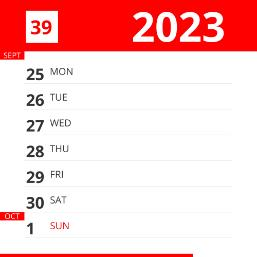 39 2023
SEPT
25 MON
26 TUE
27 WED
28 THU
29 FRI
30 SAT
OCT
1 SUN